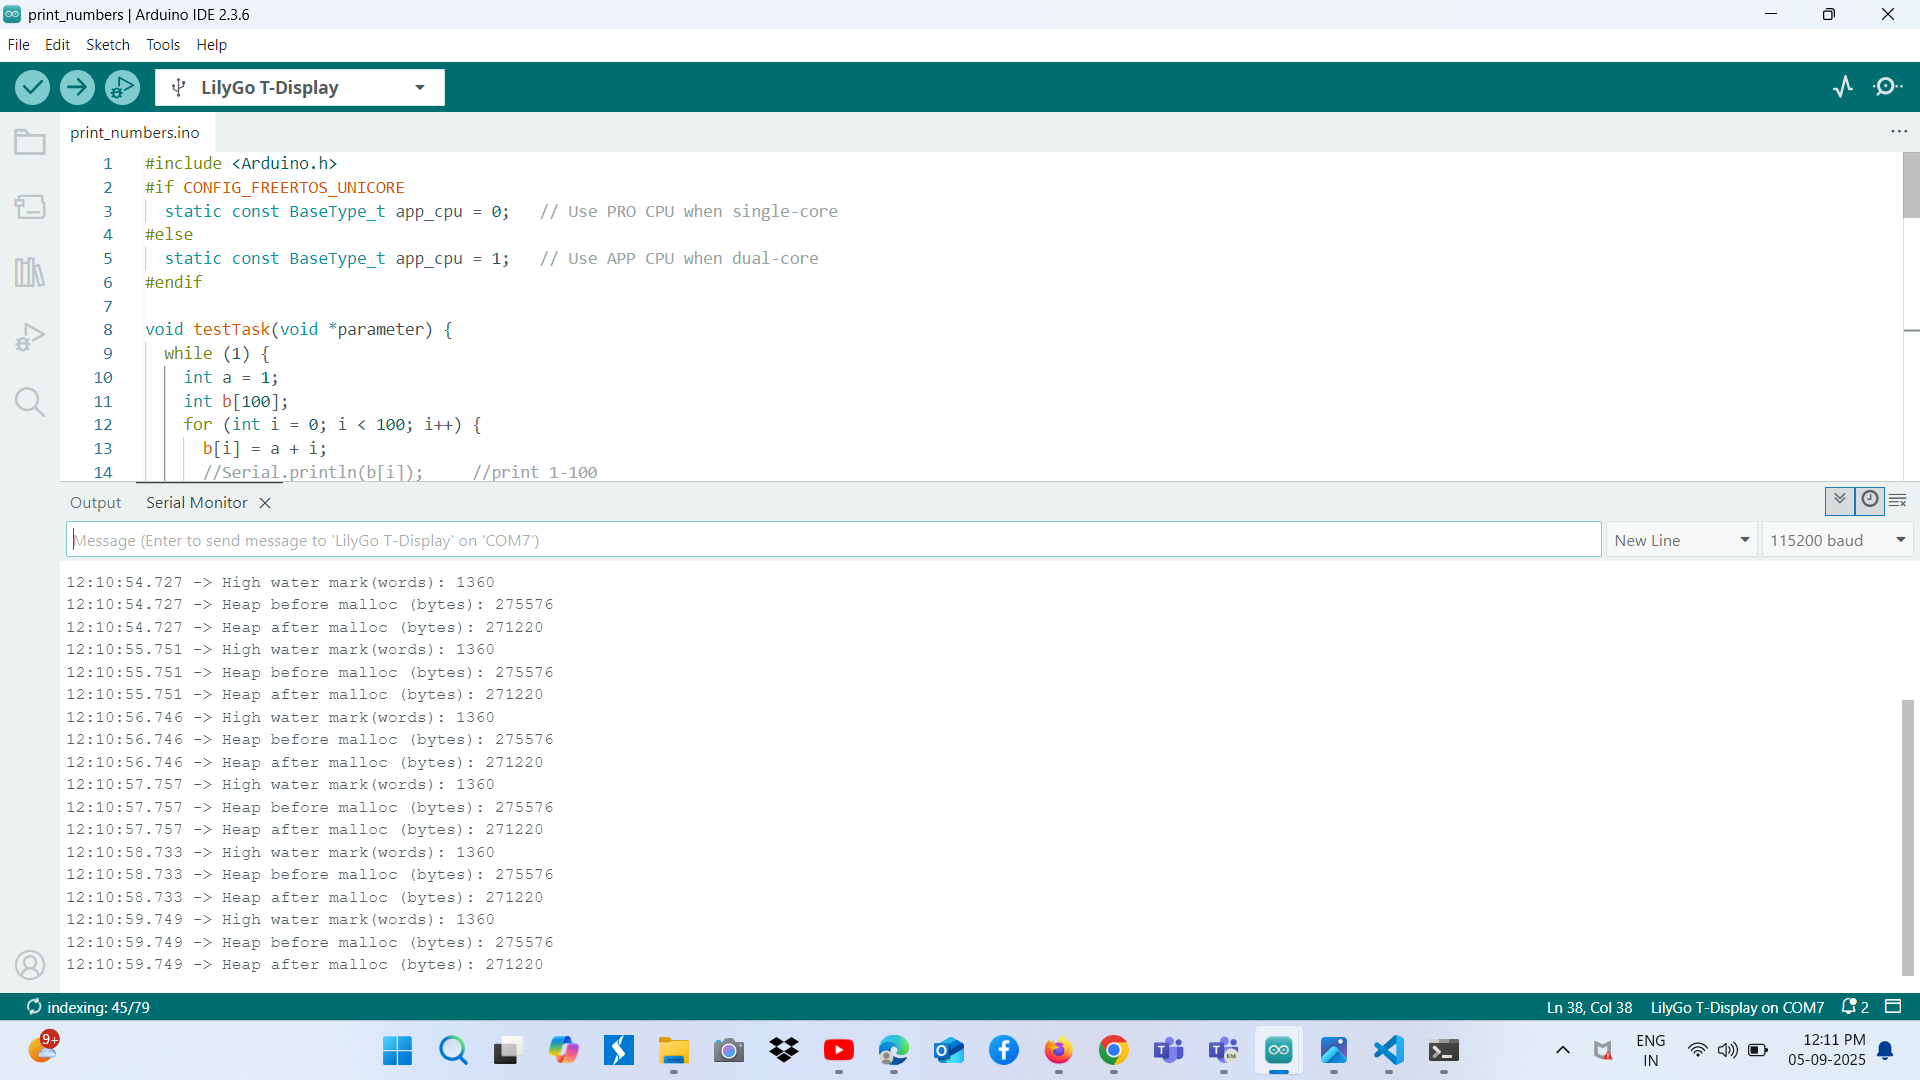 print_numbers | Arduino IDE 2.3.6
File Edit Sketch Tools Help
LilyGo T-Display
print_numbers.ino
1 #include <Arduino.h>
2 #if CONFIG_FREERTOS_UNICORE
3 static const BaseType_t app_cpu = 0; // Use PRO CPU when single-core
4 #else
5 static const BaseType_t app_cpu = 1; // Use APP CPU when dual-core
6 #endif
7
8 void testTask(void *parameter) {
9 while (1) {
10 int a = 1;
11 int b[100];
12 for (int i = 0; i < 100; i++) {
13 b[i] = a + i;
14 //Serial.println(b[i]); //print 1-100
Output Serial Monitor
Message (Enter to send message to 'LilyGo T-Display' on 'COM7') New Line 115200 baud
12:10:54.727 -> High water mark(words): 1360
12:10:54.727 -> Heap before malloc (bytes): 275576
12:10:54.727 -> Heap after malloc (bytes): 271220
12:10:55.751 -> High water mark(words): 1360
12:10:55.751 -> Heap before malloc (bytes): 275576
12:10:55.751 -> Heap after malloc (bytes): 271220
12:10:56.746 -> High water mark(words): 1360
12:10:56.746 -> Heap before malloc (bytes): 275576
12:10:56.746 -> Heap after malloc (bytes): 271220
12:10:57.757 -> High water mark(words): 1360
12:10:57.757 -> Heap before malloc (bytes): 275576
12:10:57.757 -> Heap after malloc (bytes): 271220
12:10:58.733 -> High water mark(words): 1360
12:10:58.733 -> Heap before malloc (bytes): 275576
12:10:58.733 -> Heap after malloc (bytes): 271220
12:10:59.749 -> High water mark(words): 1360
12:10:59.749 -> Heap before malloc (bytes): 275576
12:10:59.749 -> Heap after malloc (bytes): 271220
indexing: 45/79 Ln 38, Col 38 LilyGo T-Display on COM7 2
9+ ENG 12:11 PM
IN 05-09-2025